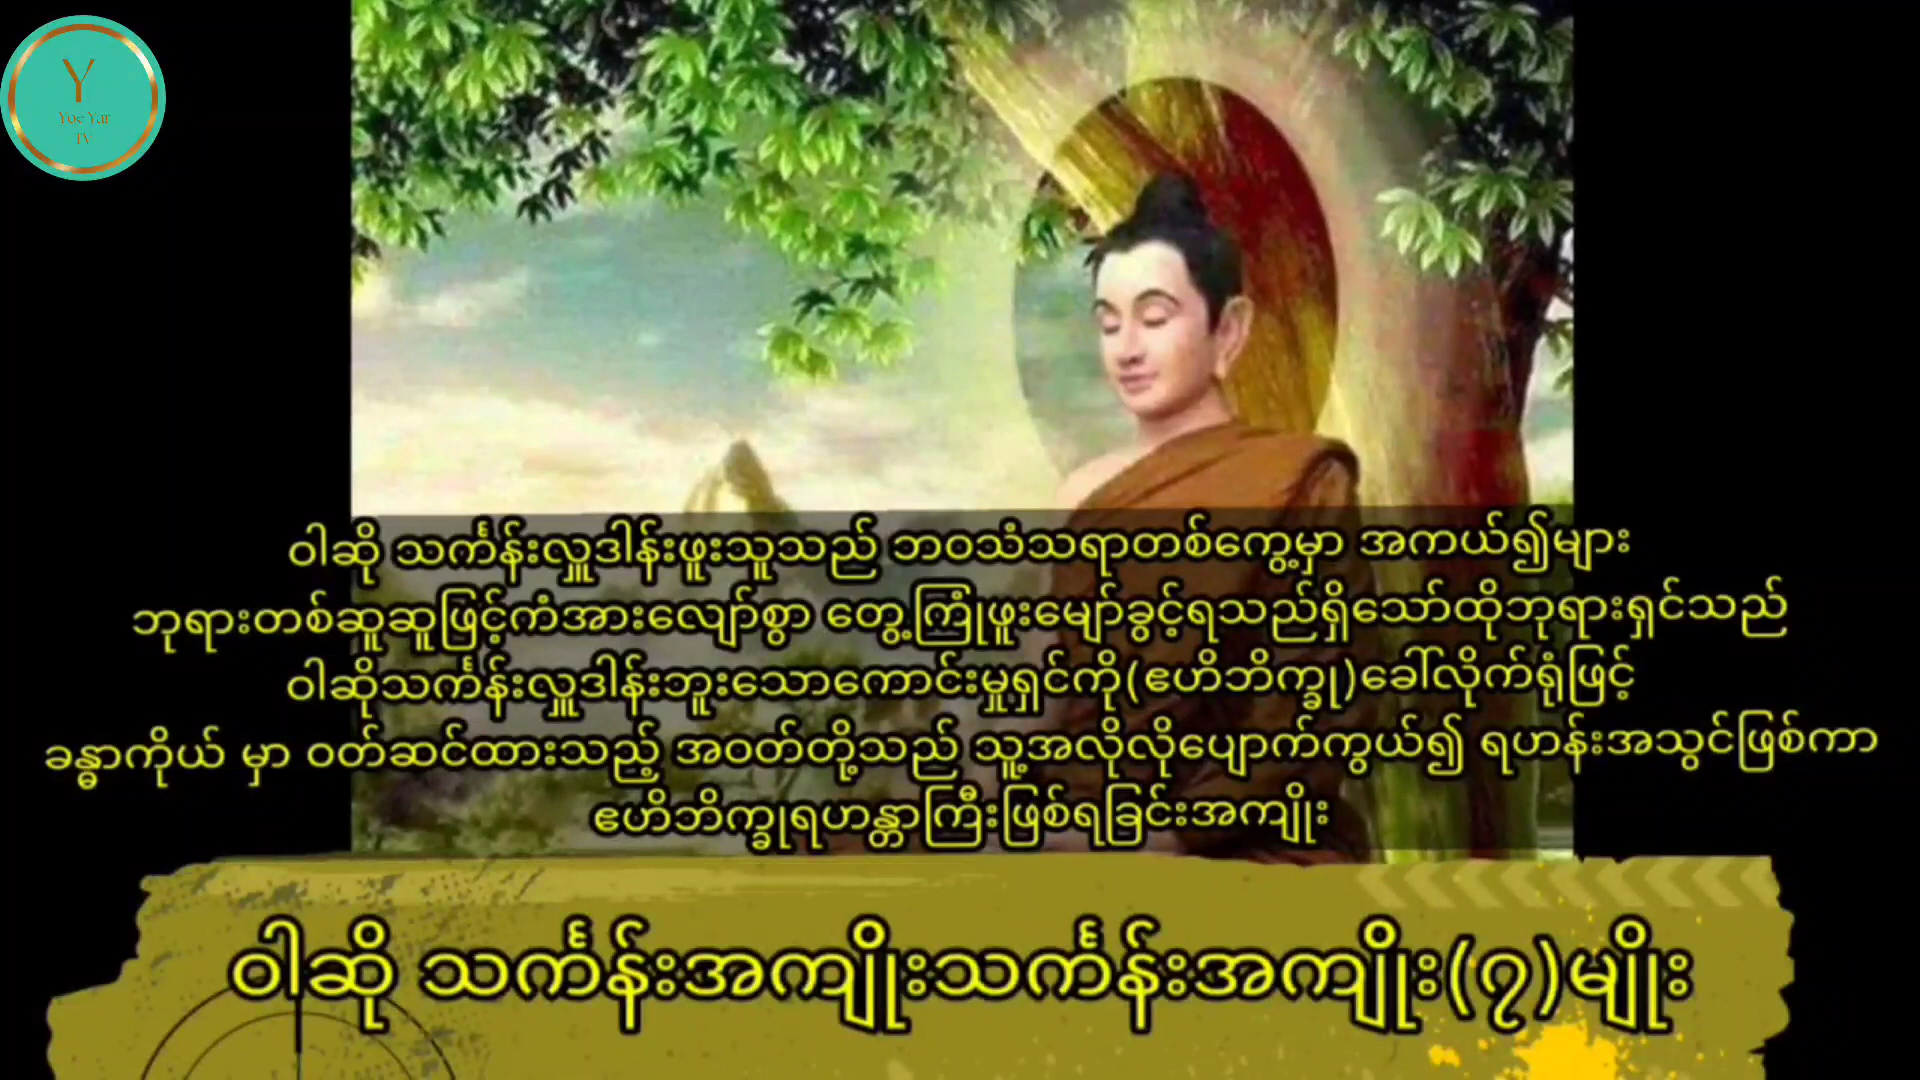 Y
Yoe Yar
TV
ဝါဆို သင်္ကန်းလှူဒါန်းဖူးသူသည် ဘဝသံသရာတစ်ကွေ့မှာ အကယ်၍များ
ဘုရားတစ်ဆူဆူဖြင့်ကံအားလျော်စွာ တွေ့ကြုံဖူးမျော်ခွင့်ရသည်ရှိသော်ထိုဘုရားရှင်သည်
ဝါဆိုသင်္ကန်းလှူဒါန်းဘူးသောကောင်းမှုရှင်ကို(ဧဟိဘိက္ခု)ခေါ်လိုက်ရုံဖြင့်
ခန္ဓာကိုယ် မှာ ဝတ်ဆင်ထားသည့် အဝတ်တို့သည် သူ့အလိုလိုပျောက်ကွယ်၍ ရဟန်းအသွင်ဖြစ်ကာ
ဧဟိဘိက္ခုရဟန္တာကြီးဖြစ်ရခြင်းအကျိုး
ဝါဆို သင်္ကန်းအကျိုးသင်္ကန်းအကျိုး(၇)မျိုး